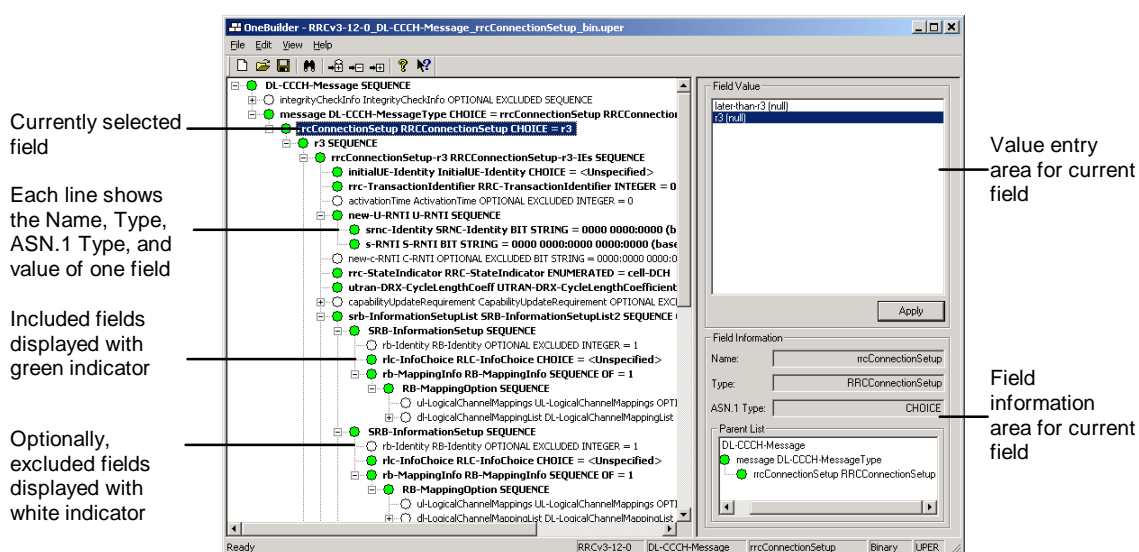 OneBuilder - RRCv3-12-0_DL-CCCH-Message_rrcConnectionSetup_bin.uper
File Edit View Help
DL-CCCH-Message SEQUENCE
integrityCheckInfo IntegrityCheckInfo OPTIONAL EXCLUDED SEQUENCE
message DL-CCCH-MessageType CHOICE = rrcConnectionSetup RRCConnection
rcConnectionSetup RRCConnectionSetup CHOICE = r3
r3 SEQUENCE
rrcConnectionSetup-r3 RRCConnectionSetup-r3-IEs SEQUENCE
initialUE-Identity InitialUE-Identity CHOICE = <Unspecified>
rrc-TransactionIdentifier RRC-TransactionIdentifier INTEGER = 0
activationTime ActivationTime OPTIONAL EXCLUDED INTEGER = 0
new-U-RNTI U-RNTI SEQUENCE
srnc-Identity SRNC-Identity BIT STRING = 0000 0000:0000 (b
s-RNTI S-RNTI BIT STRING = 0000 0000:0000 0000:0000 (base
new-c-RNTI C-RNTI OPTIONAL EXCLUDED BIT STRING = 0000:0000 0000:0
rrc-StateIndicator RRC-StateIndicator ENUMERATED = cell-DCH
utran-DRX-CycleLengthCoeff UTRAN-DRX-CycleLengthCoefficient
capabilityUpdateRequirement CapabilityUpdateRequirement OPTIONAL EXCL
srb-InformationSetupList SRB-InformationSetupList2 SEQUENCE
SRB-InformationSetup SEQUENCE
rb-Identity RB-Identity OPTIONAL EXCLUDED INTEGER = 1
rlc-InfoChoice RLC-InfoChoice CHOICE = <Unspecified>
rb-MappingInfo RB-MappingInfo SEQUENCE OF = 1
RB-MappingOption SEQUENCE
ul-LogicalChannelMappings UL-LogicalChannelMappings OPTI
dl-LogicalChannelMappingList DL-LogicalChannelMappingList
SRB-InformationSetup SEQUENCE
rb-Identity RB-Identity OPTIONAL EXCLUDED INTEGER = 1
rlc-InfoChoice RLC-InfoChoice CHOICE = <Unspecified>
rb-MappingInfo RB-MappingInfo SEQUENCE OF = 1
RB-MappingOption SEQUENCE
ul-LogicalChannelMappings UL-LogicalChannelMappings OPTI
dl-LogicalChannelMappingList DL-LogicalChannelMappingList
Field Value
later-than-r3 (null)
r3 (null)
Apply
Field Information
Name: rrcConnectionSetup
Type: RRCConnectionSetup
ASN.1 Type: CHOICE
Parent List
DL-CCCH-Message
message DL-CCCH-MessageType
rrcConnectionSetup RRCConnectionSetup
Ready RRCv3-12-0 DL-CCCH-Message rrcConnectionSetup Binary UPER
Currently selected
field
Each line shows
the Name, Type,
ASN.1 Type, and
value of one field
Included fields
displayed with
green indicator
Optionally,
excluded fields
displayed with
white indicator
Value entry
area for current
field
Field
information
area for current
field